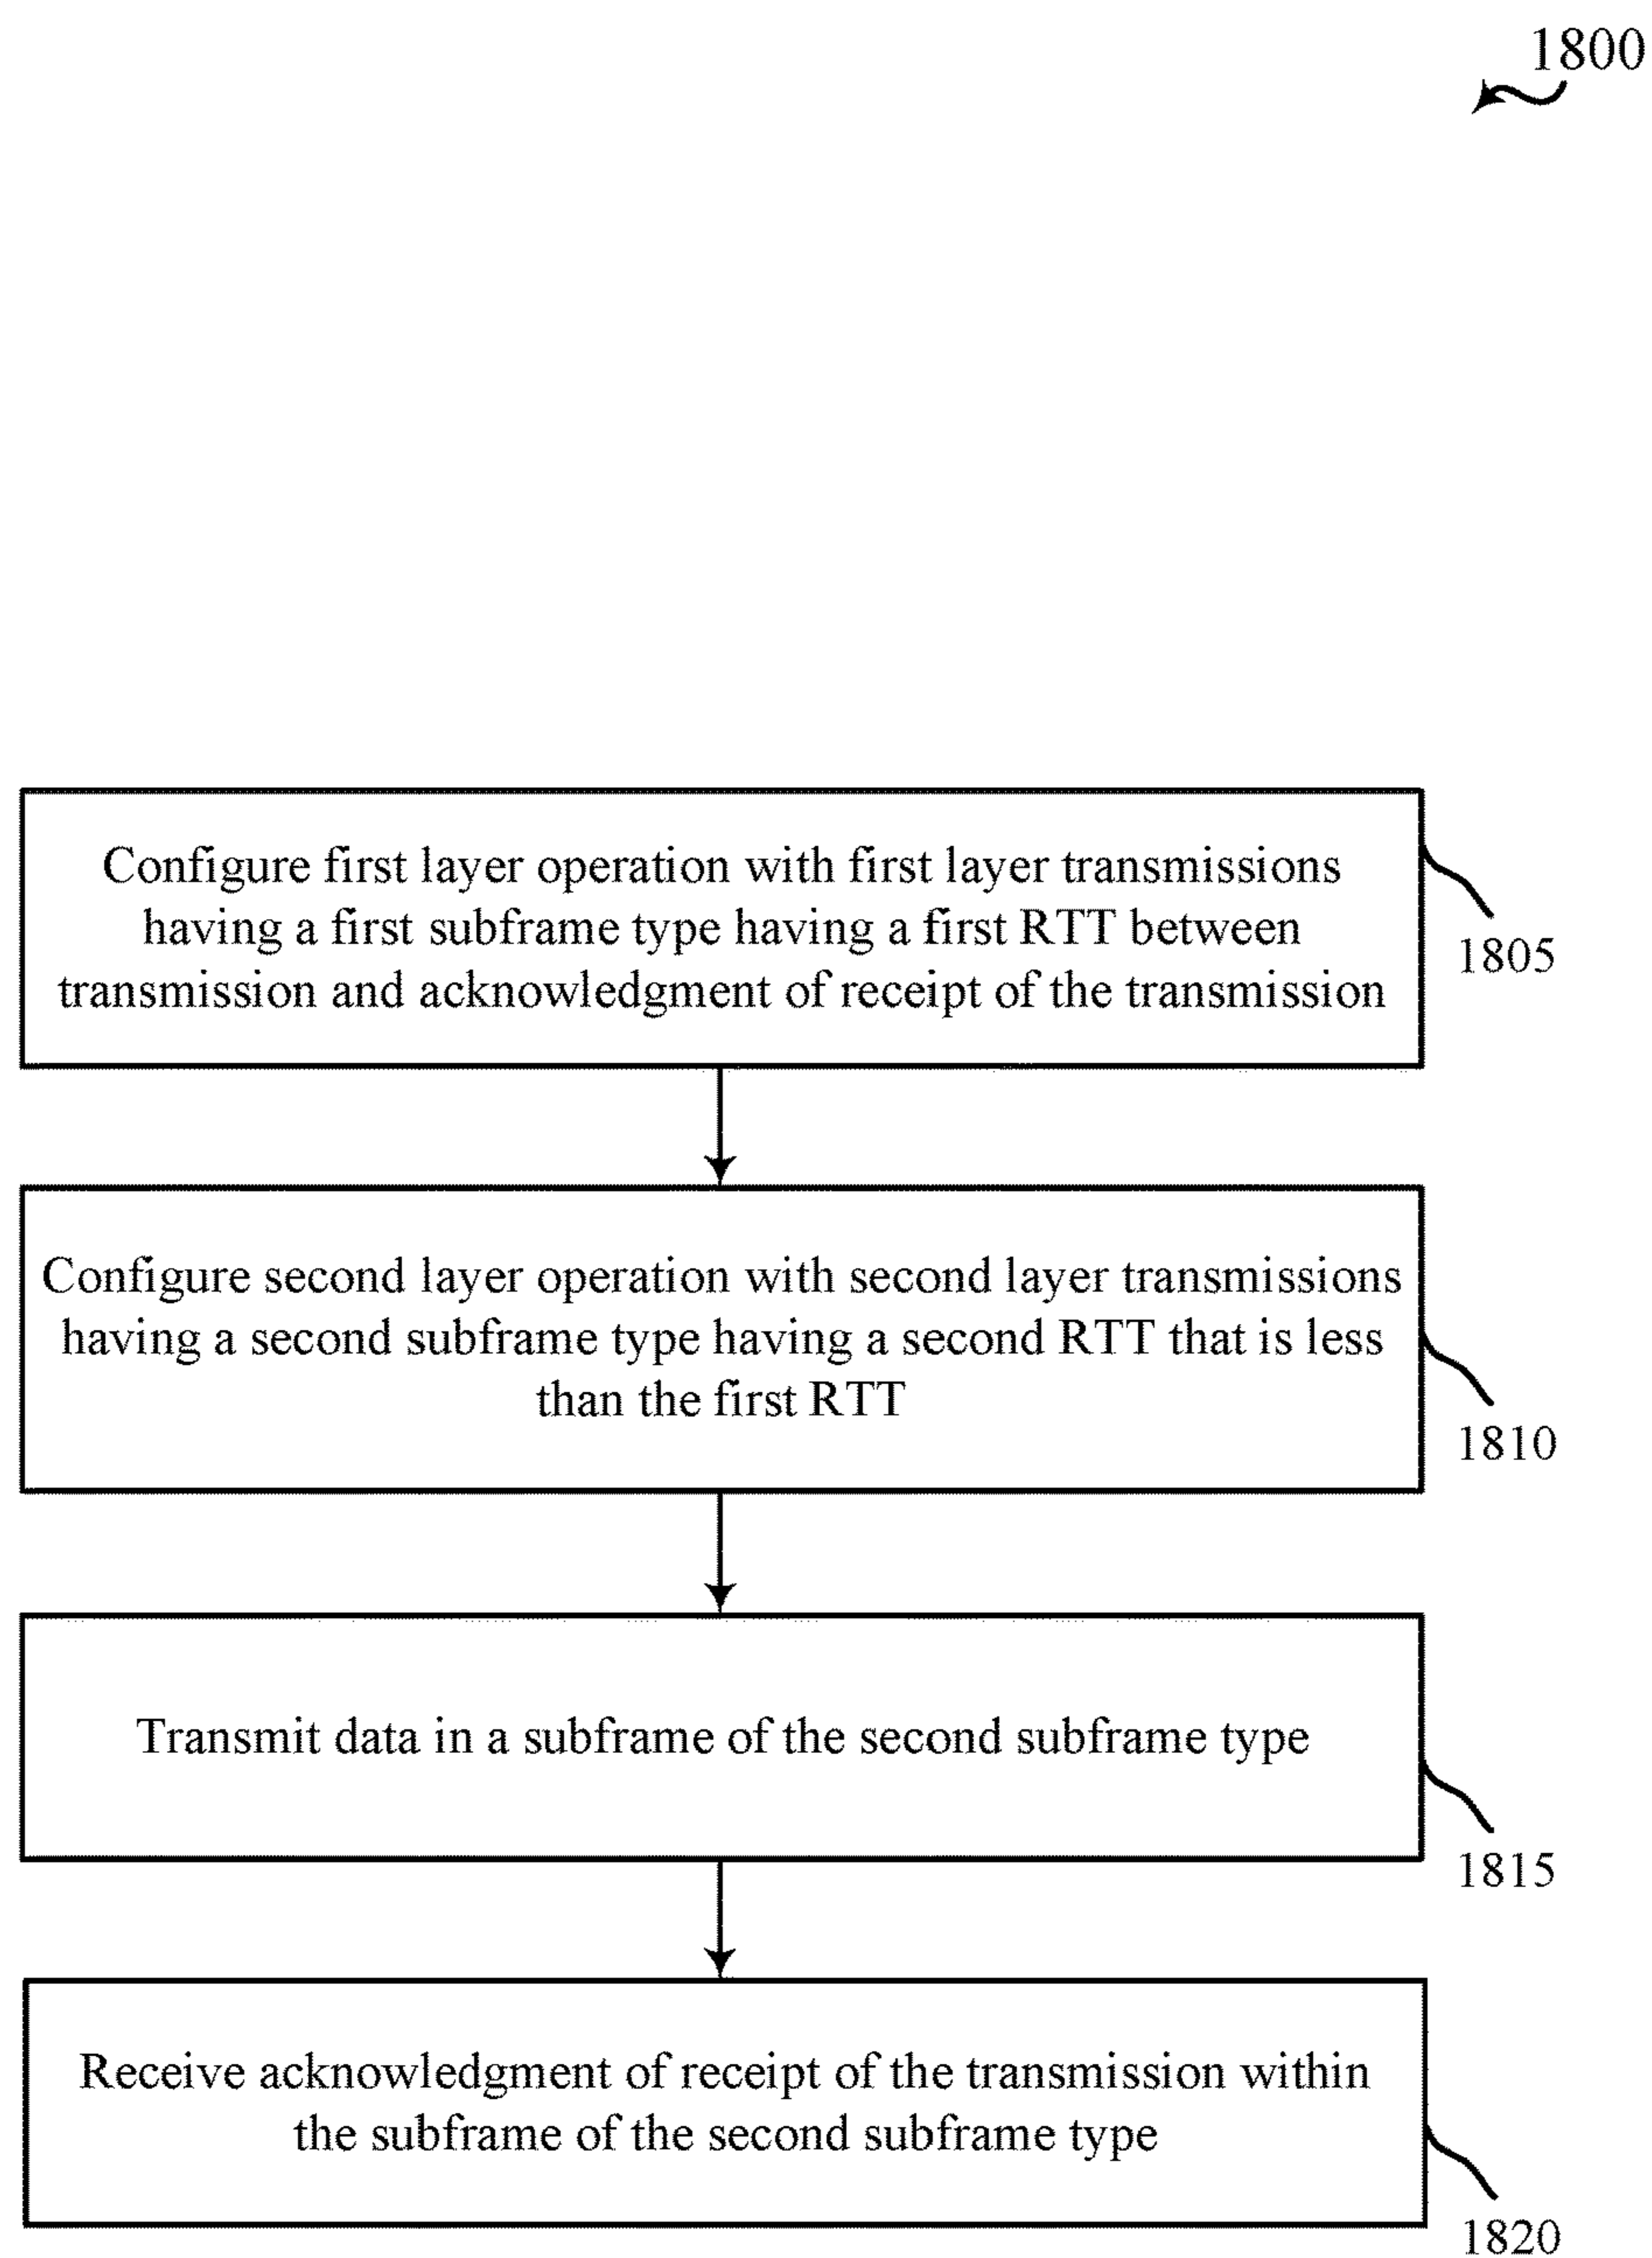 1800
Configure first layer operation with first layer transmissions
having a first subframe type having a first RTT between
transmission and acknowledgment of receipt of the transmission
1805
Configure second layer operation with second layer transmissions
having a second subframe type having a second RTT that is less
than the first RTT
1810
Transmit data in a subframe of the second subframe type
1815
Receive acknowledgment of receipt of the transmission within
the subframe of the second subframe type
1820